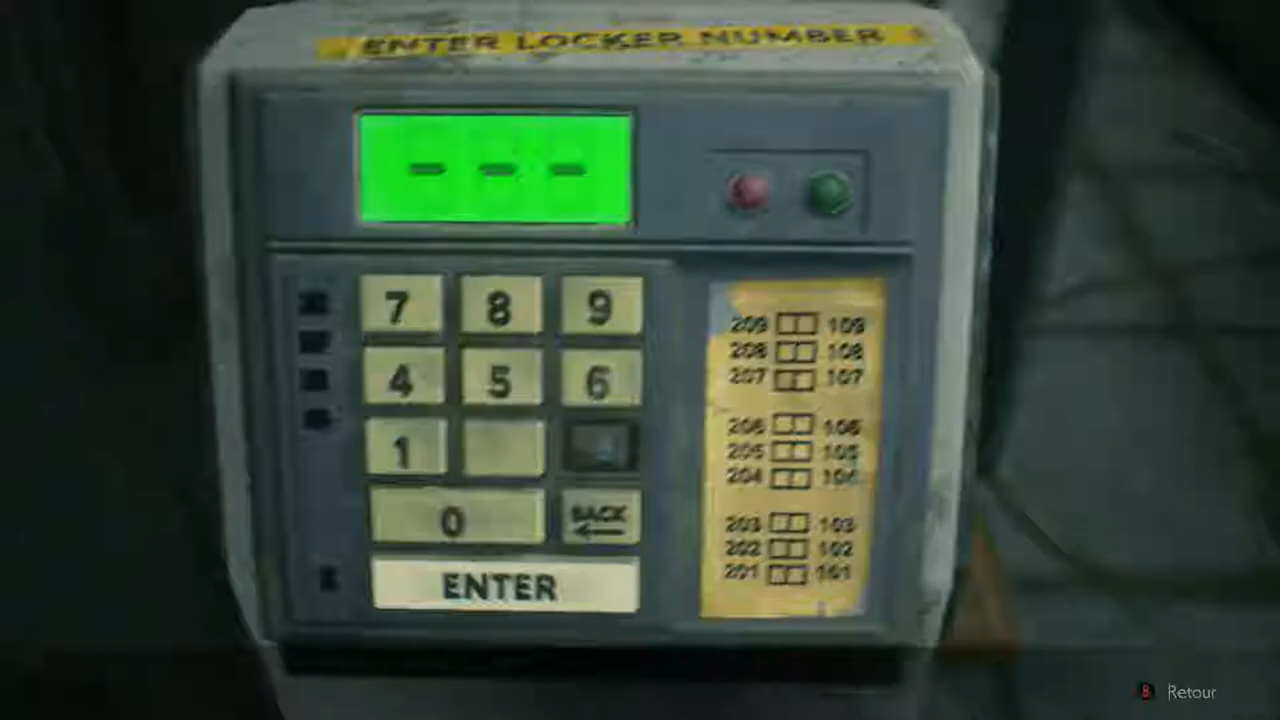 ENTER LOCKER NUMBER
- - -
7 8 9
4 5 6
1
0 BACK
ENTER
209 109
208 108
207 107
206 106
205 105
204 104
203 103
202 102
201 101
B Retour